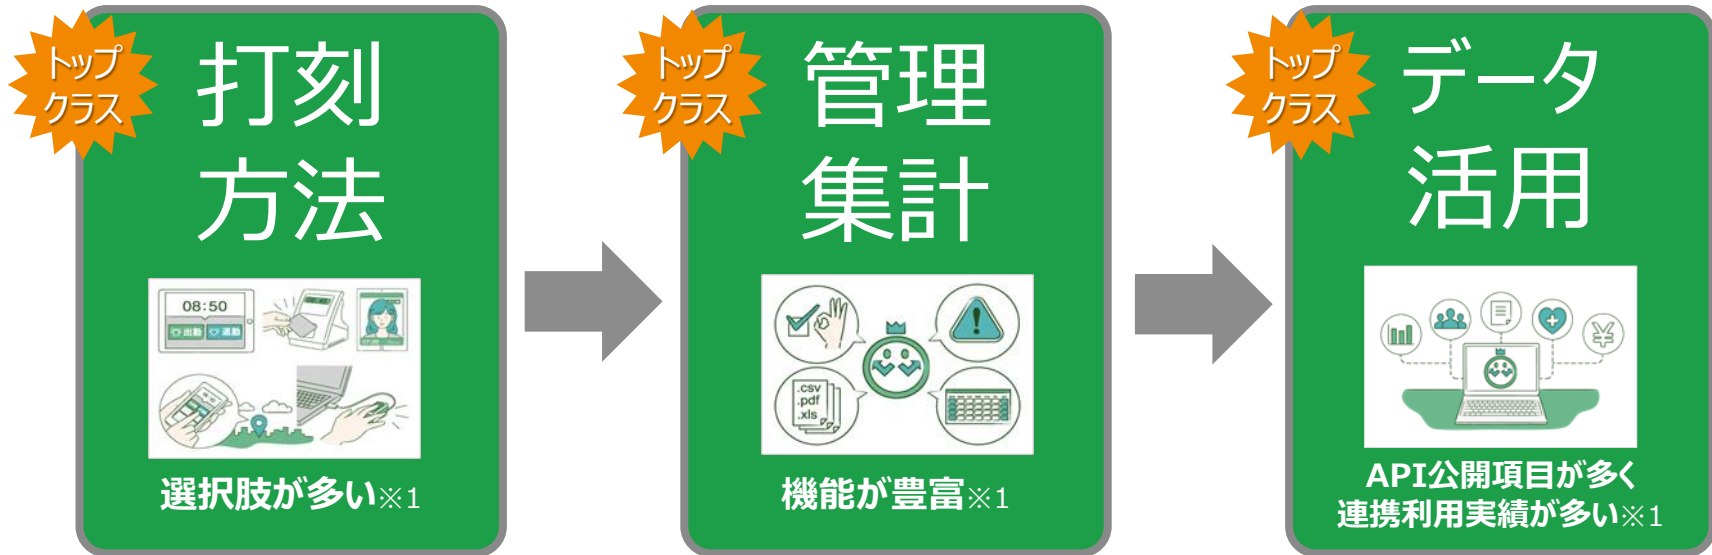 トップ
クラス
打刻
方法
08:50
出勤
退勤
選択肢が多い※1
トップ
クラス
管理
集計
.csv
.pdf
.xls
機能が豊富※1
トップ
クラス
データ
活用
¥
API公開項目が多く
連携利用実績が多い※1